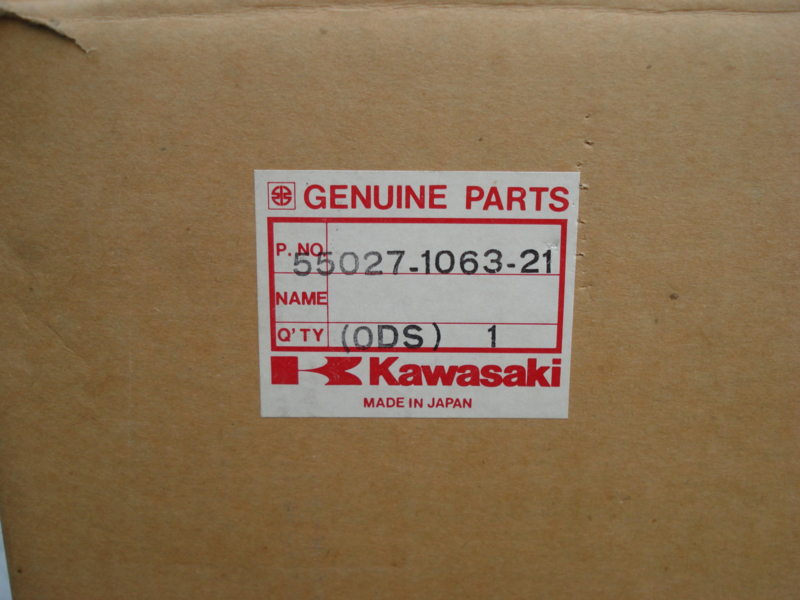 GENUINE PARTS
P. NO. 55027-1063-21
NAME
Q'TY (ODS) 1
Kawasaki
MADE IN JAPAN